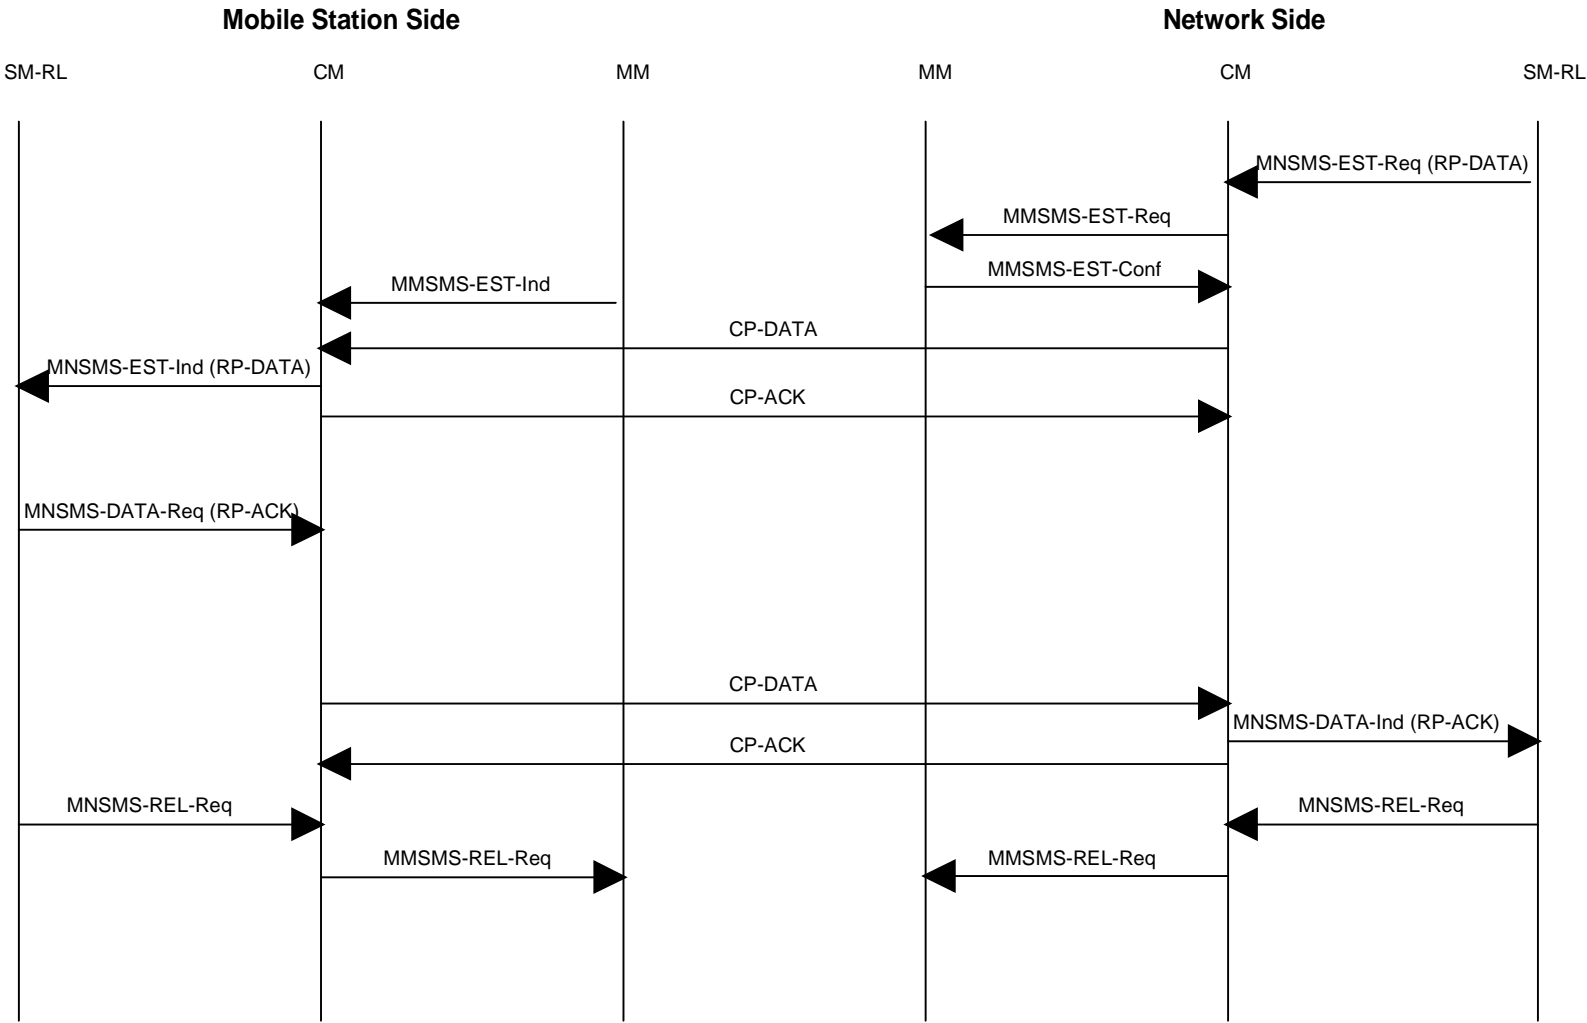 Mobile Station Side
Network Side
SM-RL
CM
MM
MM
CM
SM-RL
MNSMS-EST-Req (RP-DATA)
MMSMS-EST-Req
MMSMS-EST-Conf
MMSMS-EST-Ind
CP-DATA
MNSMS-EST-Ind (RP-DATA)
CP-ACK
MNSMS-DATA-Req (RP-ACK)
CP-DATA
MNSMS-DATA-Ind (RP-ACK)
CP-ACK
MNSMS-REL-Req
MNSMS-REL-Req
MMSMS-REL-Req
MMSMS-REL-Req